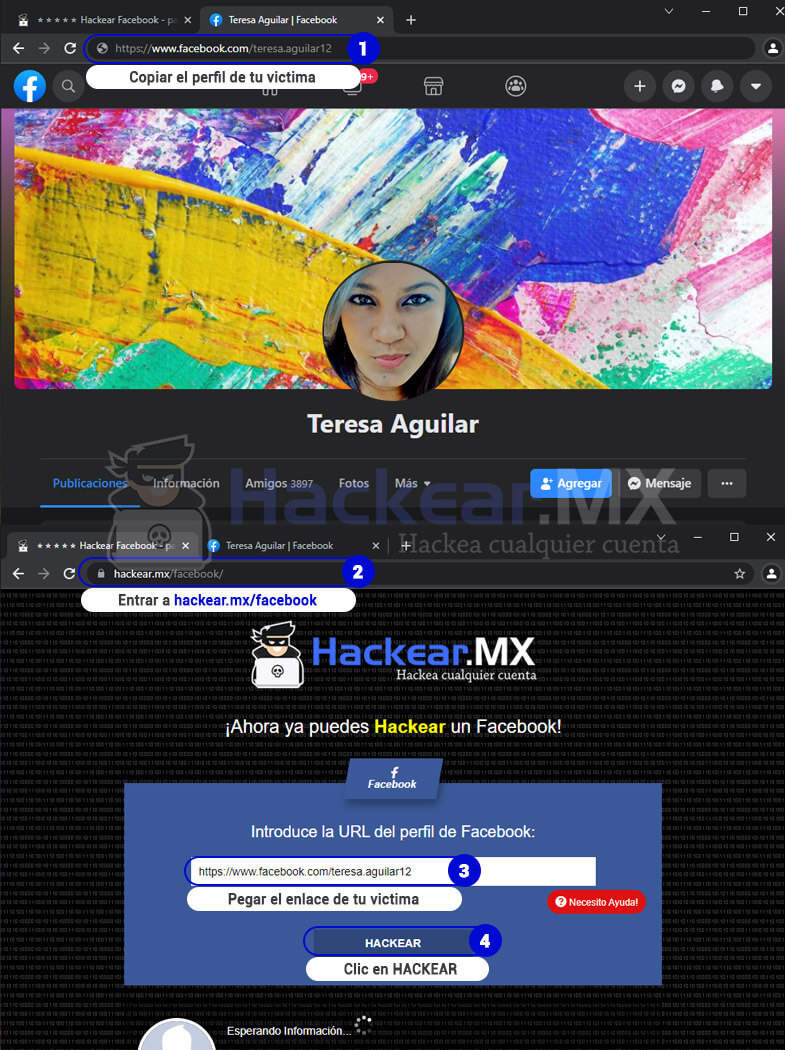 ★★★★★ Hackear Facebook - pa
Teresa Aguilar | Facebook
https://www.facebook.com/teresa.aguilar12
1
Copiar el perfil de tu victima
9+
Teresa Aguilar
Publicaciones
Información
Amigos 3897
Fotos
Más
Agregar
Mensaje
Hackear.MX
Hackea cualquier cuenta
★★★★★ Hackear Facebook - pa
Teresa Aguilar | Facebook
hackear.mx/facebook/
2
Entrar a hackear.mx/facebook
Hackear.MX
Hackea cualquier cuenta
¡Ahora ya puedes Hackear un Facebook!
Facebook
Introduce la URL del perfil de Facebook:
https://www.facebook.com/teresa.aguilar12
3
Pegar el enlace de tu victima
Necesito Ayuda!
HACKEAR
4
Clic en HACKEAR
Esperando Información...